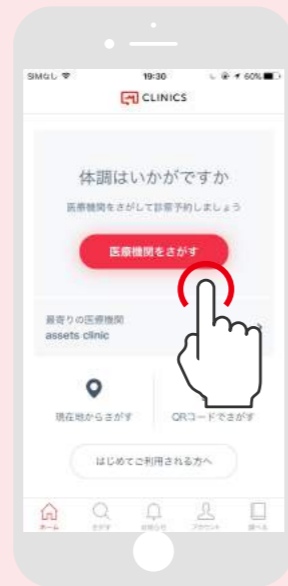 SIMなし 19:30 60%
CLINICS
体調はいかがですか
医療機関をさがして診察予約しましょう
医療機関をさがす
最寄りの医療機関
assets clinic
現在地からさがす QRコードでさがす
はじめてご利用される方へ
ホーム さがす お知らせ アカウント 調べる